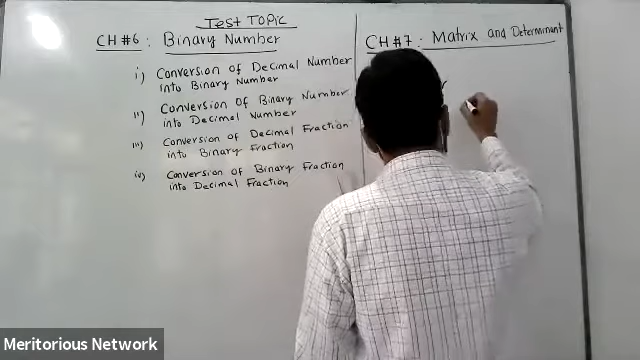 Test Topic
CH #6 : Binary Number
i) Conversion of Decimal Number
into Binary Number
ii) Conversion of Binary Number
into Decimal Number
iii) Conversion of Decimal Fraction
into Binary Fraction
iv) Conversion of Binary Fraction
into Decimal Fraction
CH #7 : Matrix and Determinant
Meritorious Network